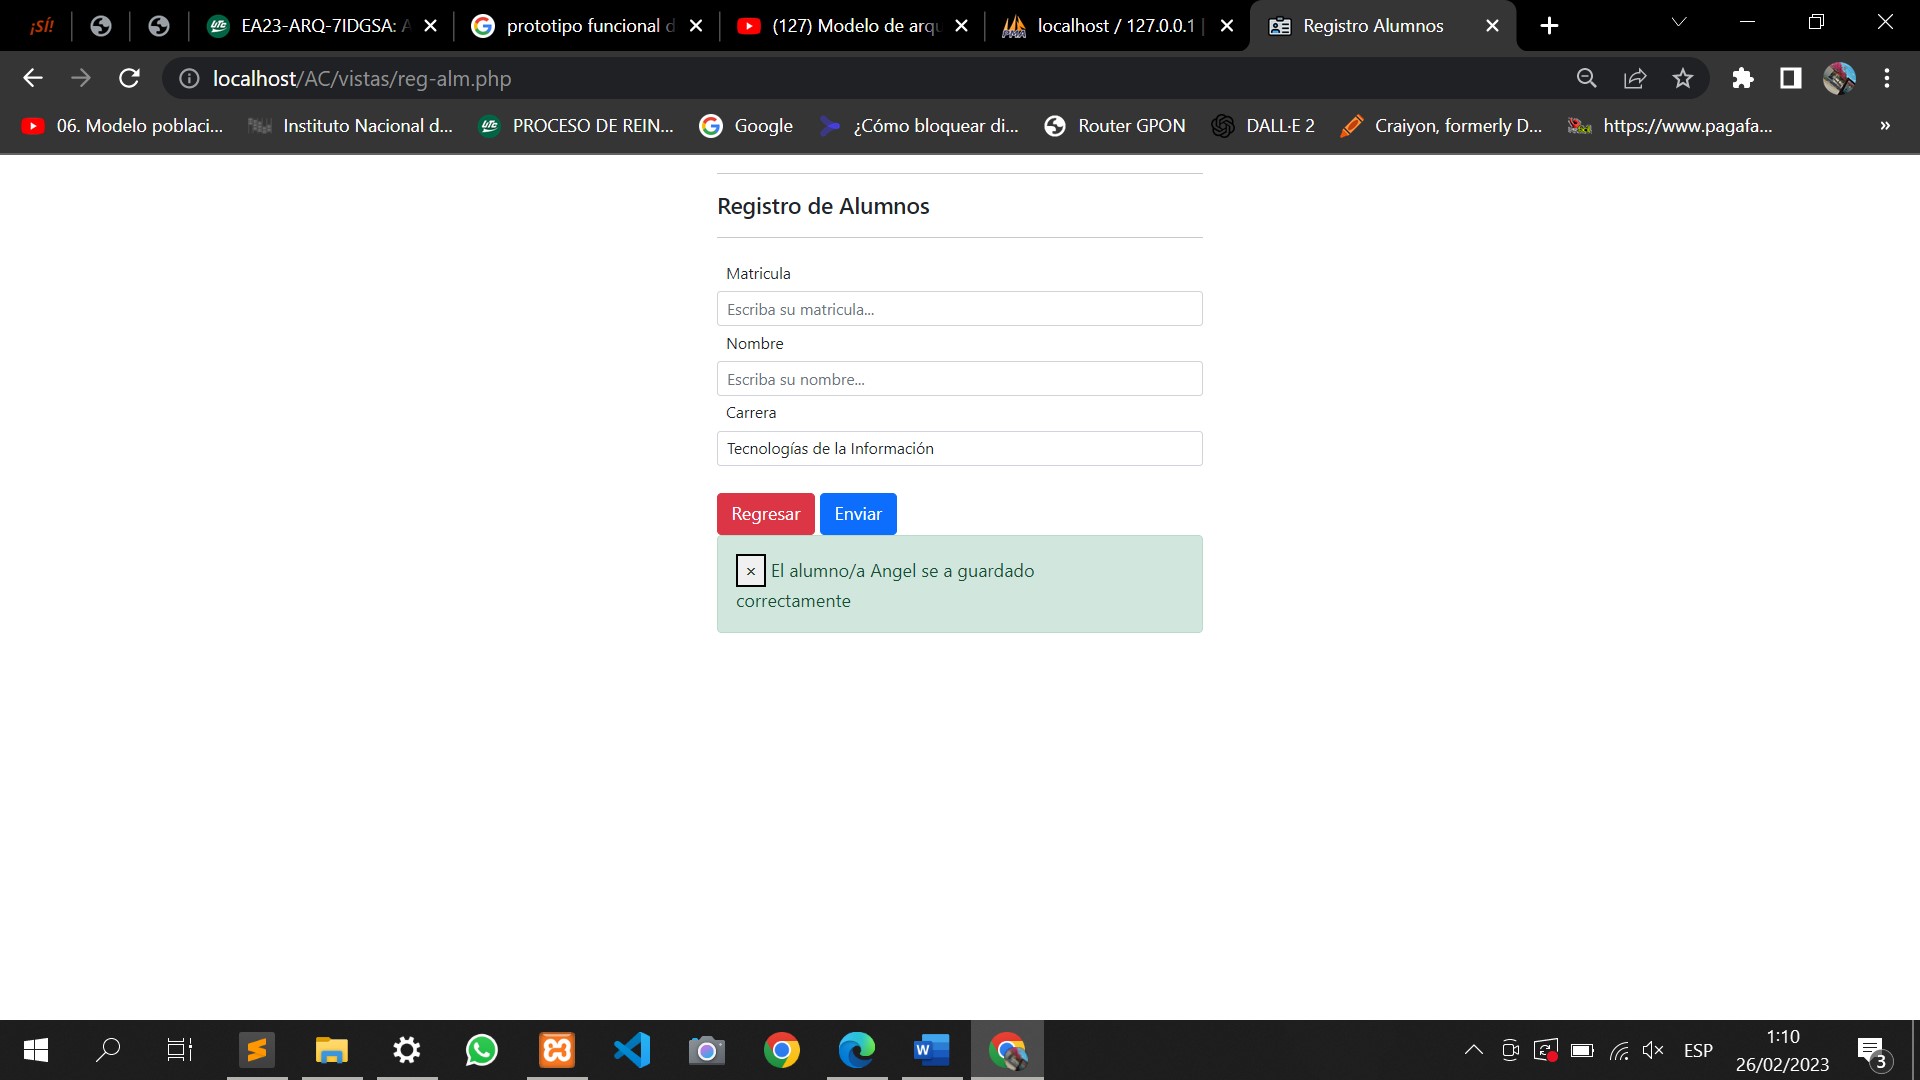 ¡SÍ!
EA23-ARQ-7IDGSA: A
prototipo funcional d
(127) Modelo de arqu
localhost / 127.0.0.1 |
Registro Alumnos
localhost/AC/vistas/reg-alm.php
06. Modelo poblaci...
Instituto Nacional d...
PROCESO DE REIN...
Google
¿Cómo bloquear di...
Router GPON
DALL·E 2
Craiyon, formerly D...
https://www.pagafa...
»
Registro de Alumnos
Matricula
Escriba su matricula...
Nombre
Escriba su nombre...
Carrera
Tecnologías de la Información
Regresar Enviar
× El alumno/a Angel se a guardado
correctamente
ESP
1:10
26/02/2023
3